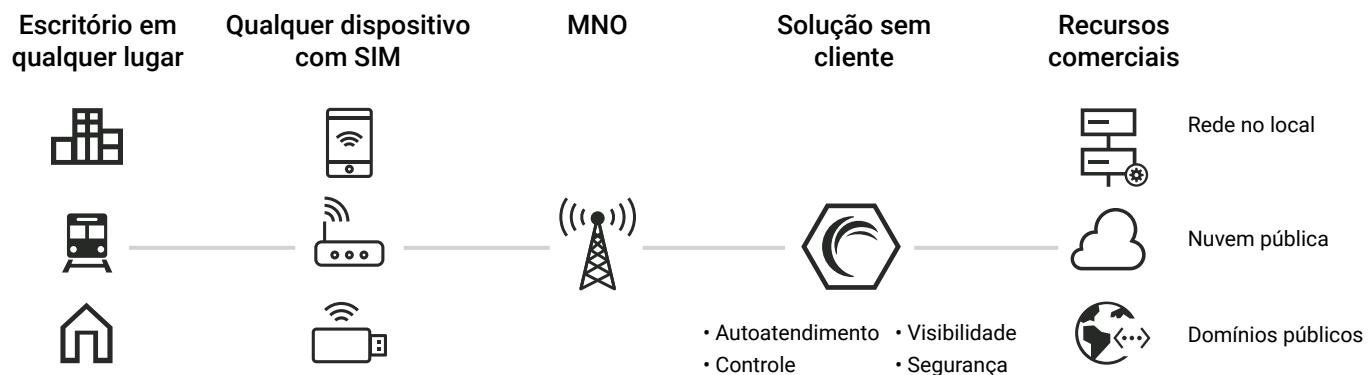 Escritório em
qualquer lugar
Qualquer dispositivo
com SIM
MNO
Solução sem
cliente
Recursos
comerciais
Rede no local
Nuvem pública
Domínios públicos
• Autoatendimento
• Visibilidade
• Controle
• Segurança